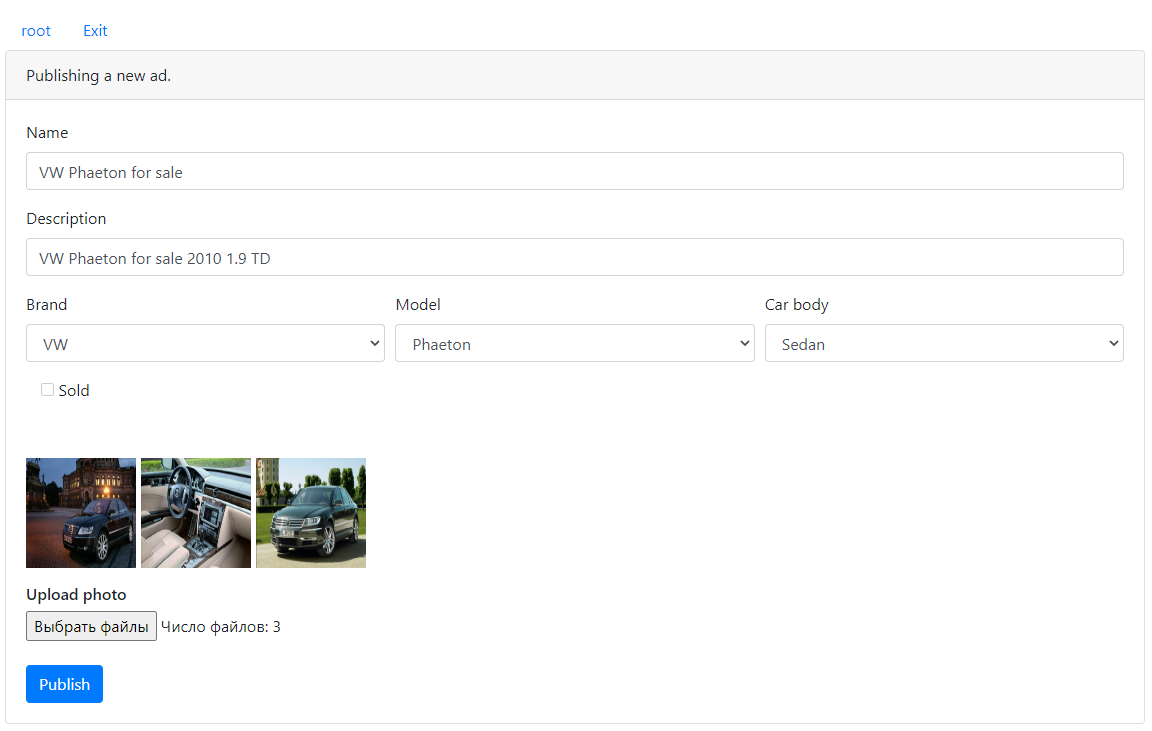 root Exit
Publishing a new ad.
Name
VW Phaeton for sale
Description
VW Phaeton for sale 2010 1.9 TD
Brand Model Car body
VW Phaeton Sedan
Sold
Upload photo
Выбрать файлы Число файлов: 3
Publish